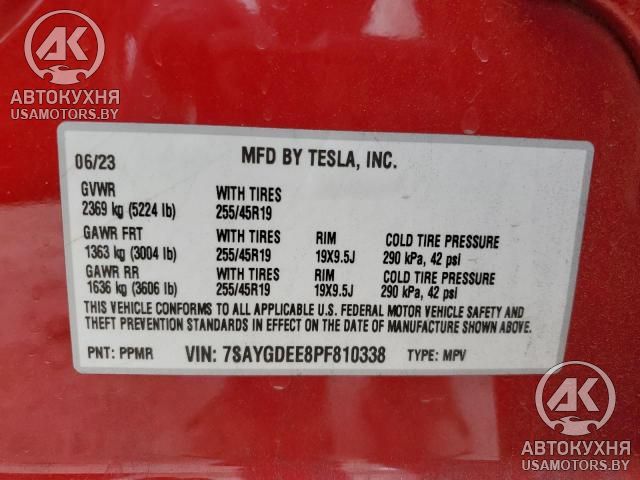 AK
АВТОКУХНЯ
USAMOTORS.BY
06/23 MFD BY TESLA, INC.
GVWR WITH TIRES
2369 kg (5224 lb) 255/45R19
GAWR FRT WITH TIRES RIM COLD TIRE PRESSURE
1363 kg (3004 lb) 255/45R19 19X9.5J 290 kPa, 42 psi
GAWR RR WITH TIRES RIM COLD TIRE PRESSURE
1636 kg (3606 lb) 255/45R19 19X9.5J 290 kPa, 42 psi
THIS VEHICLE CONFORMS TO ALL APPLICABLE U.S. FEDERAL MOTOR VEHICLE SAFETY AND
THEFT PREVENTION STANDARDS IN EFFECT ON THE DATE OF MANUFACTURE SHOWN ABOVE.
PNT: PPMR VIN: 7SAYGDEE8PF810338 TYPE: MPV
AK
АВТОКУХНЯ
USAMOTORS.BY